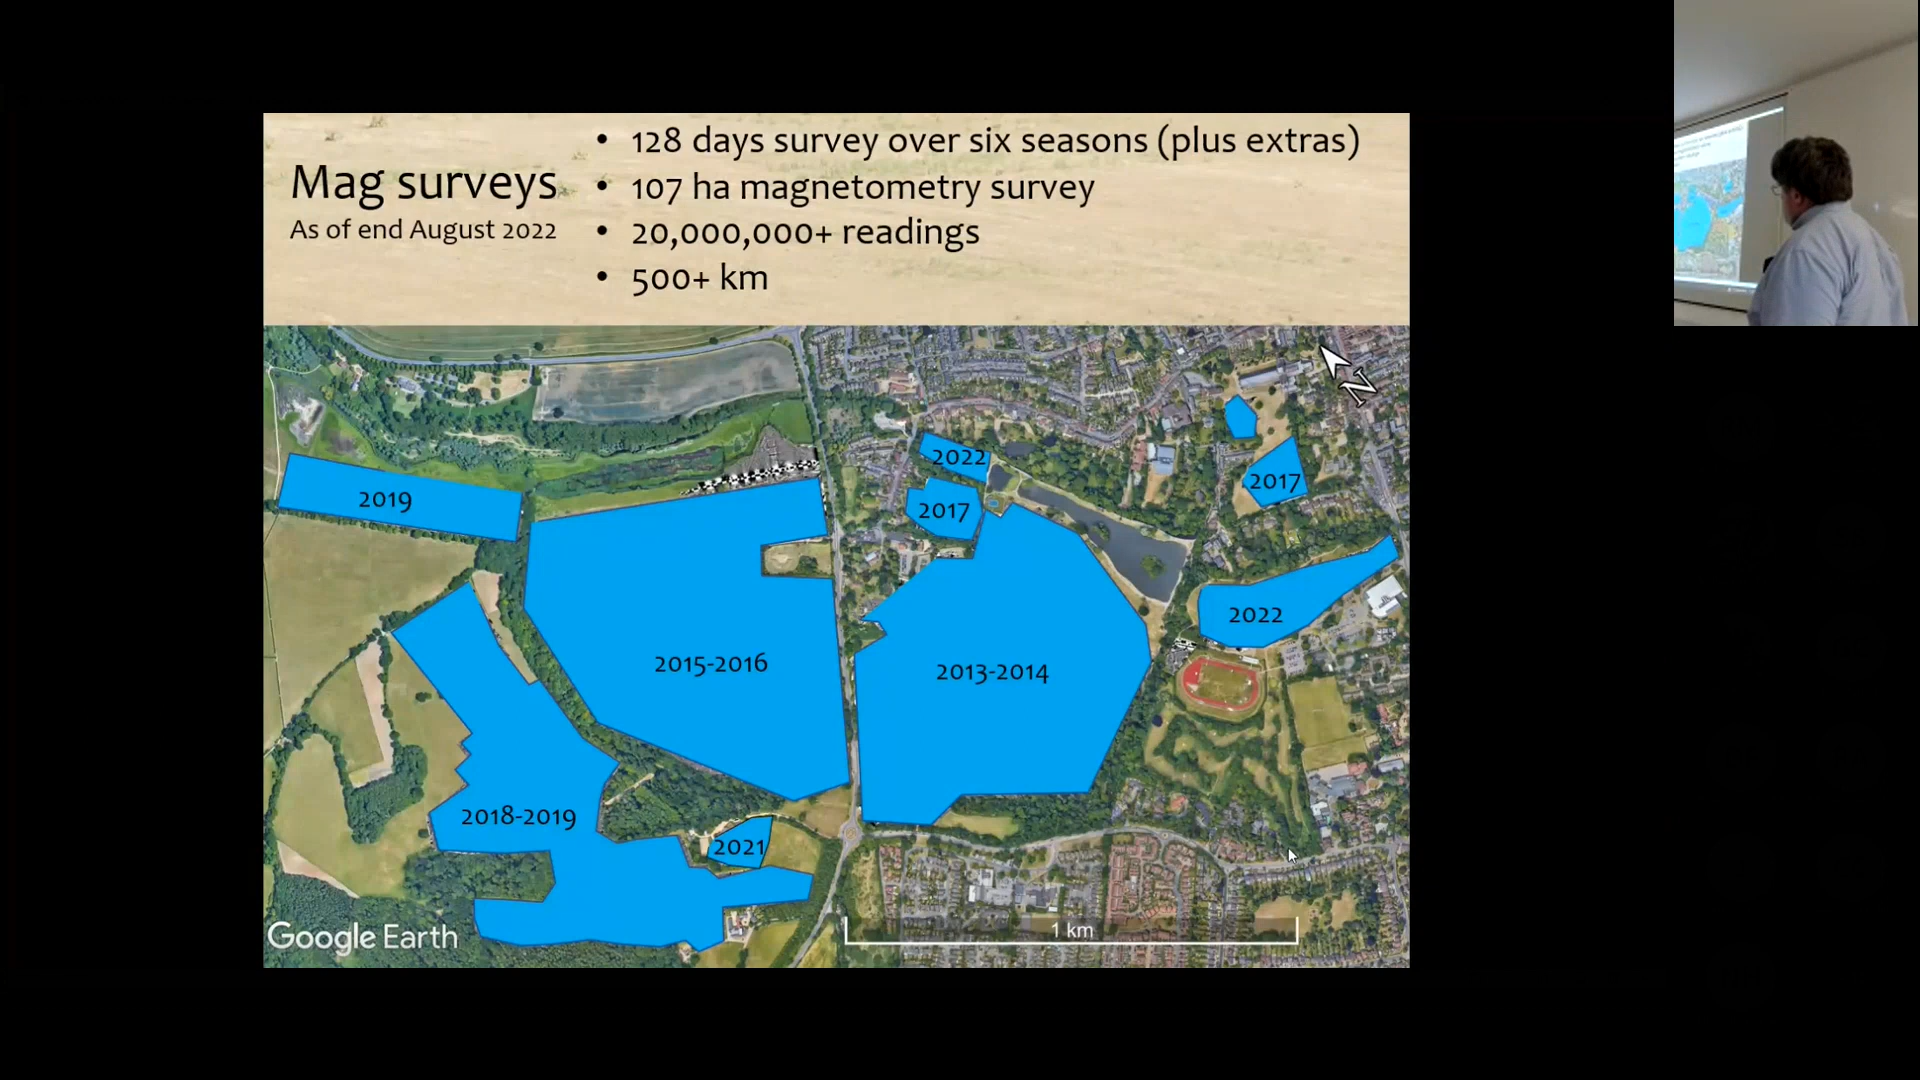 Mag surveys
As of end August 2022
• 128 days survey over six seasons (plus extras)
• 107 ha magnetometry survey
• 20,000,000+ readings
• 500+ km
N
2019
2022
2017
2017
2022
2015-2016
2013-2014
2018-2019
2021
Google Earth
1 km